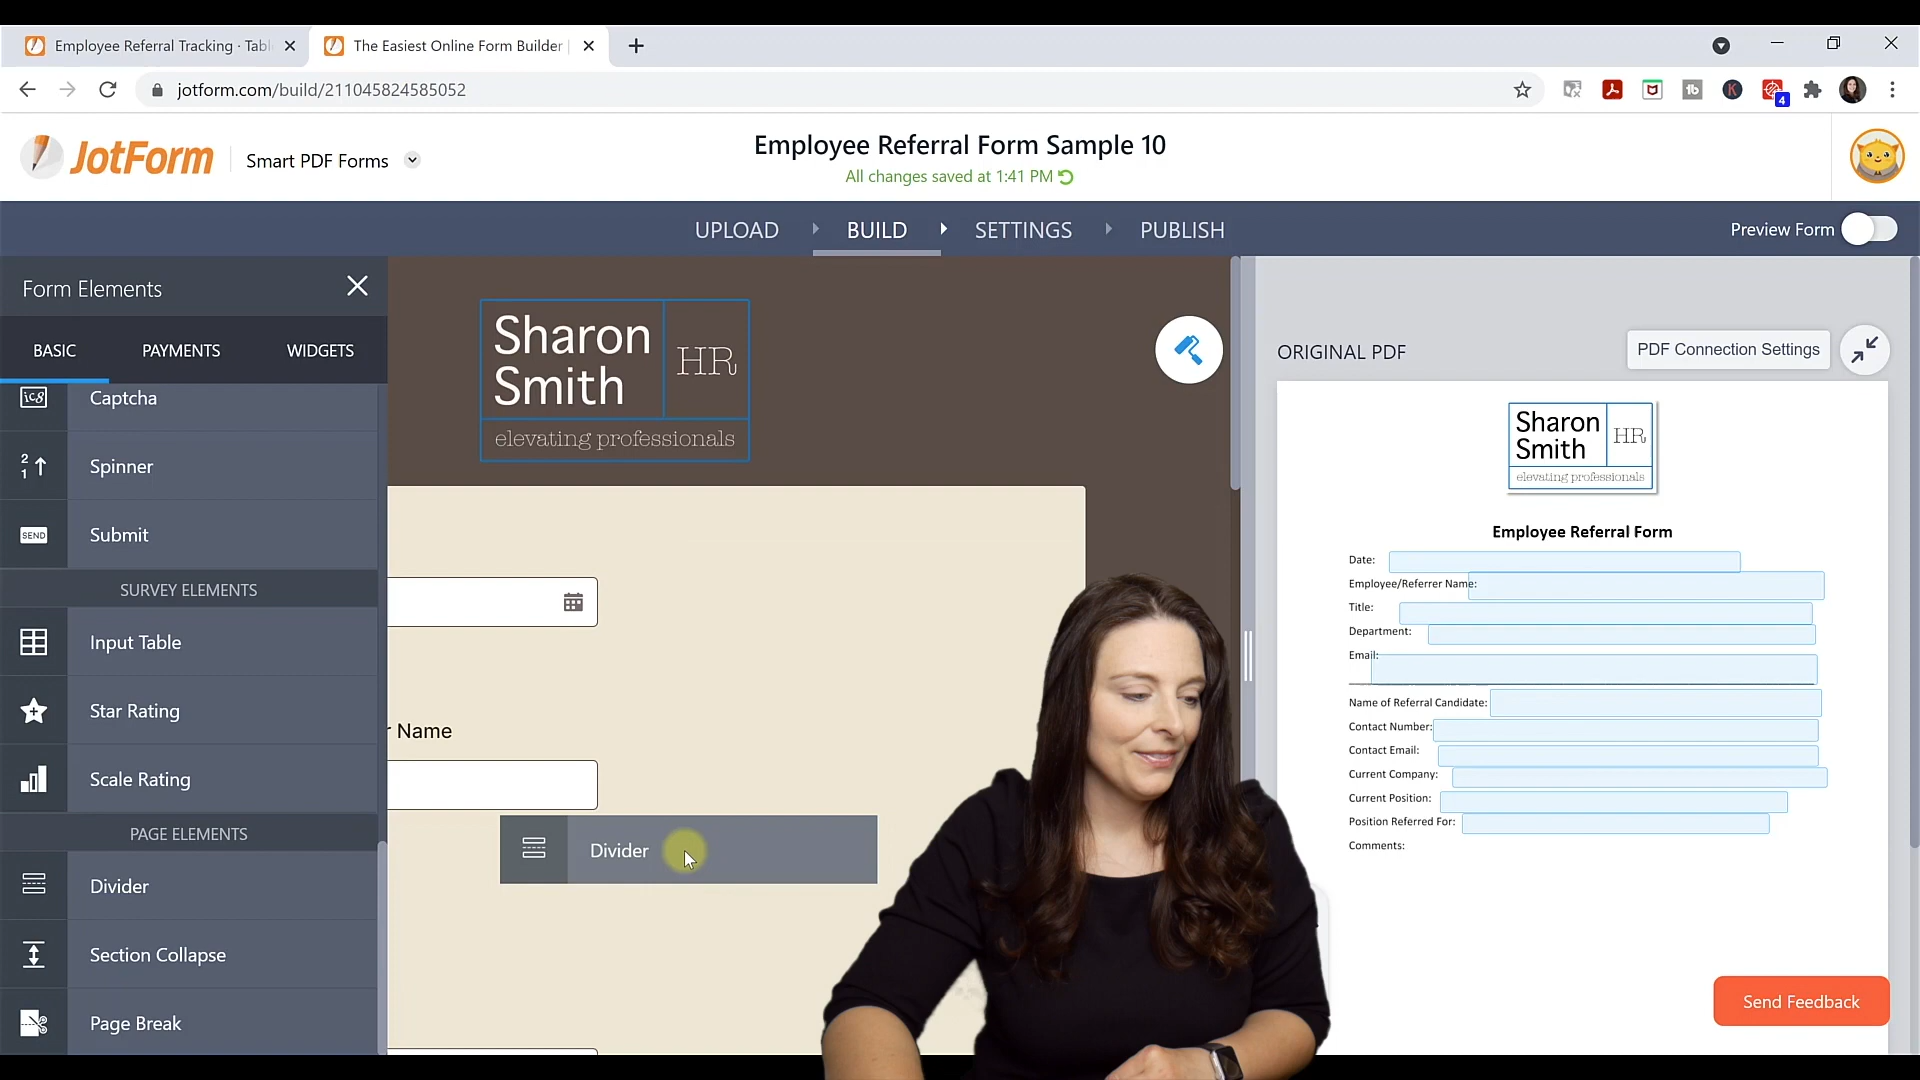 Employee Referral Tracking · Tabl
The Easiest Online Form Builder |
jotform.com/build/211045824585052
4
JotForm
Smart PDF Forms
Employee Referral Form Sample 10
All changes saved at 1:41 PM
UPLOAD
BUILD
SETTINGS
PUBLISH
Preview Form
Form Elements
BASIC
PAYMENTS
WIDGETS
Captcha
2
1
Spinner
SEND
Submit
SURVEY ELEMENTS
Input Table
Star Rating
Scale Rating
PAGE ELEMENTS
Divider
Section Collapse
Page Break
Sharon
Smith
HR
elevating professionals
r Name
Divider
ORIGINAL PDF
PDF Connection Settings
Sharon
Smith
HR
elevating professionals
Employee Referral Form
Date:
Employee/Referrer Name:
Title:
Department:
Email:
Name of Referral Candidate:
Contact Number:
Contact Email:
Current Company:
Current Position:
Position Referred For:
Comments:
Send Feedback